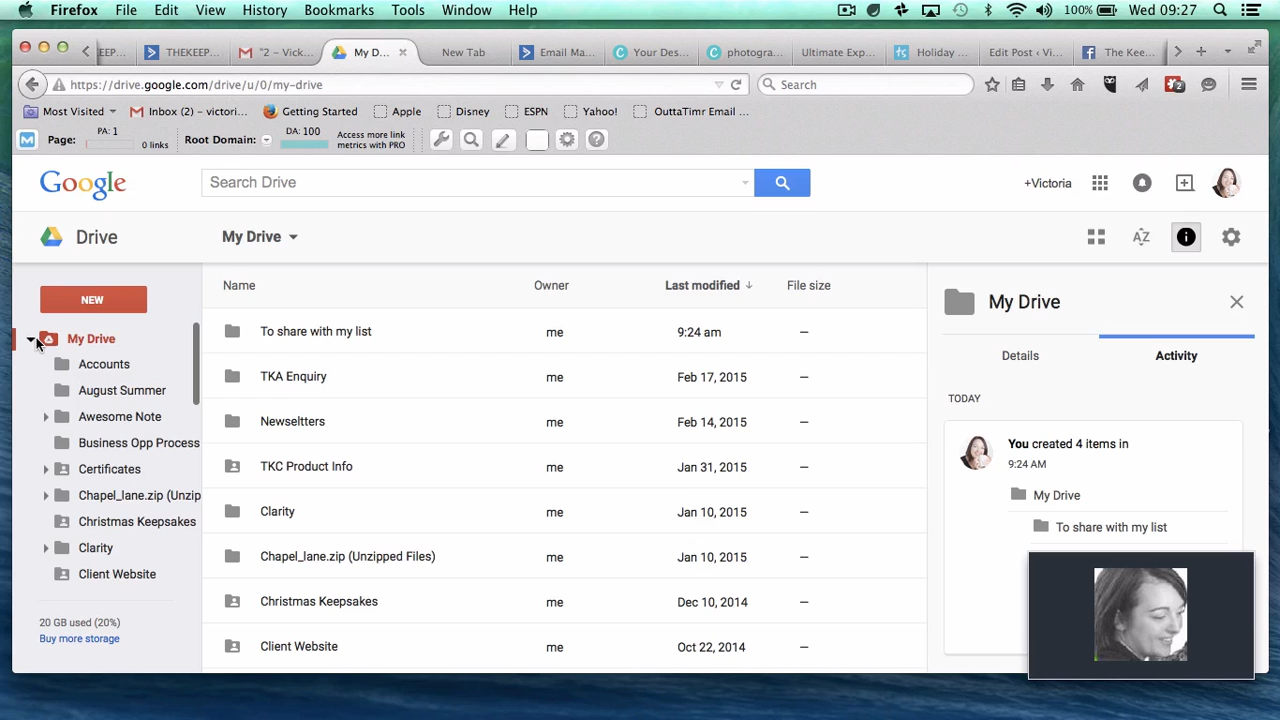 Firefox File Edit View History Bookmarks Tools Window Help 100% Wed 09:27
EEP... THEKEEP... "2 – Vick... My D... New Tab Email Ma... Your Des... photogra... Ultimate Exp... Holiday ... Edit Post ‹ Vi... The Kee...
https://drive.google.com/drive/u/0/my-drive Search
Most Visited Inbox (2) - victori... Getting Started Apple Disney ESPN Yahoo! OuttaTimr Email ...
Page: PA: 1 0 links Root Domain: DA: 100 Access more link
metrics with PRO
Google Search Drive +Victoria
Drive My Drive AZ
NEW
My Drive
Accounts
August Summer
Awesome Note
Business Opp Process
Certificates
Chapel_lane.zip (Unzip
Christmas Keepsakes
Clarity
Client Website
20 GB used (20%)
Buy more storage
Name Owner Last modified File size
To share with my list me 9:24 am –
TKA Enquiry me Feb 17, 2015 –
Newseltters me Feb 14, 2015 –
TKC Product Info me Jan 31, 2015 –
Clarity me Jan 10, 2015 –
Chapel_lane.zip (Unzipped Files) me Jan 10, 2015 –
Christmas Keepsakes me Dec 10, 2014 –
Client Website me Oct 22, 2014 –
My Drive
Details Activity
TODAY
You created 4 items in
9:24 AM
My Drive
To share with my list